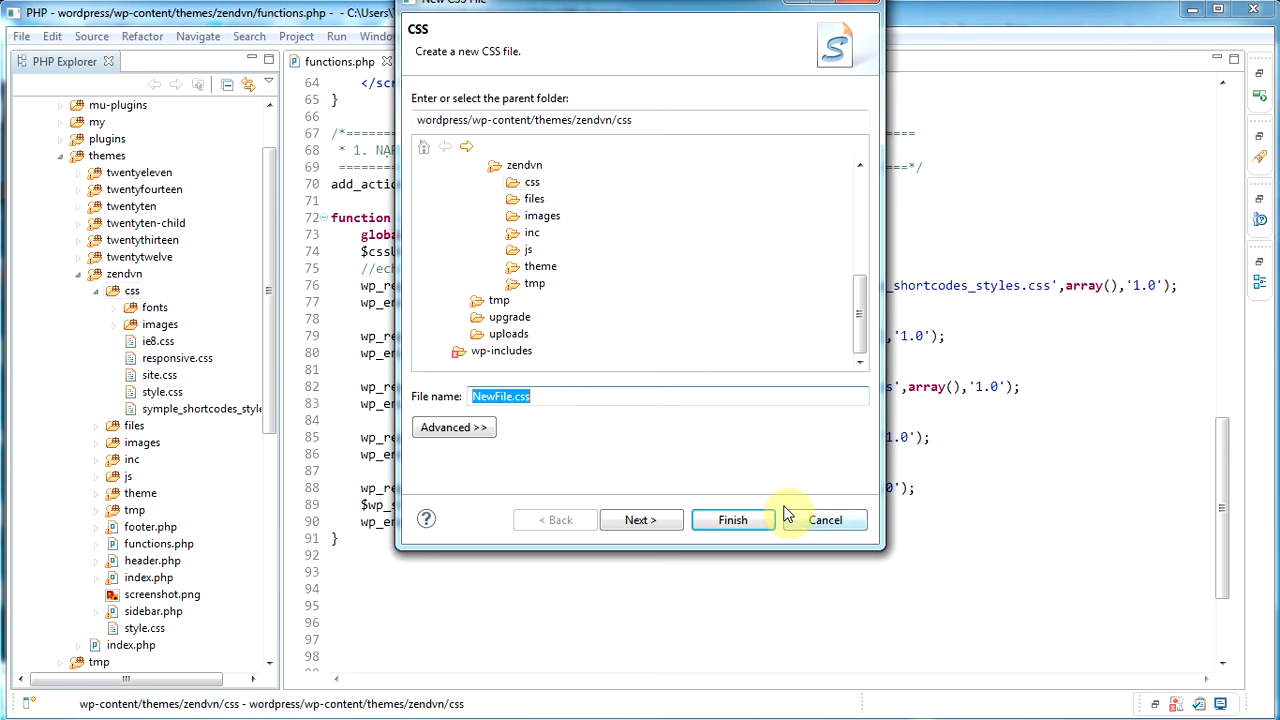 PHP - wordpress/wp-content/themes/zendvn/functions.php - C:\Users\
File Edit Source Refactor Navigate Search Project Run Window
PHP Explorer
mu-plugins
my
plugins
themes
twentyeleven
twentyfourteen
twentyten
twentyten-child
twentythirteen
twentytwelve
zendvn
css
fonts
images
ie8.css
responsive.css
site.css
style.css
symple_shortcodes_style
files
images
inc
js
theme
tmp
footer.php
functions.php
header.php
index.php
screenshot.png
sidebar.php
style.css
index.php
tmp
functions.php
64 </scr
65 }
66
67 /*=
68 * 1. NẠP
69 =*/
70 add_actio
71
72 function
73 globa
74 $cssU
75 //ech
76 wp_re _shortcodes_styles.css',array(),'1.0');
77 wp_en
78
79 wp_re '1.0');
80 wp_en
81
82 wp_re s',array(),'1.0');
83 wp_en
84
85 wp_re 1.0');
86 wp_en
87
88 wp_re 0');
89 $wp_s
90 wp_en
91 }
92
93
94
95
96
97
98
New CSS File
CSS
Create a new CSS file.
Enter or select the parent folder:
wordpress/wp-content/themes/zendvn/css
zendvn
css
files
images
inc
js
theme
tmp
tmp
upgrade
uploads
wp-includes
File name: NewFile.css
Advanced >>
< Back Next > Finish Cancel
wordpress/wp-content/themes/zendvn/css - wordpress/wp-content/themes/zendvn/css